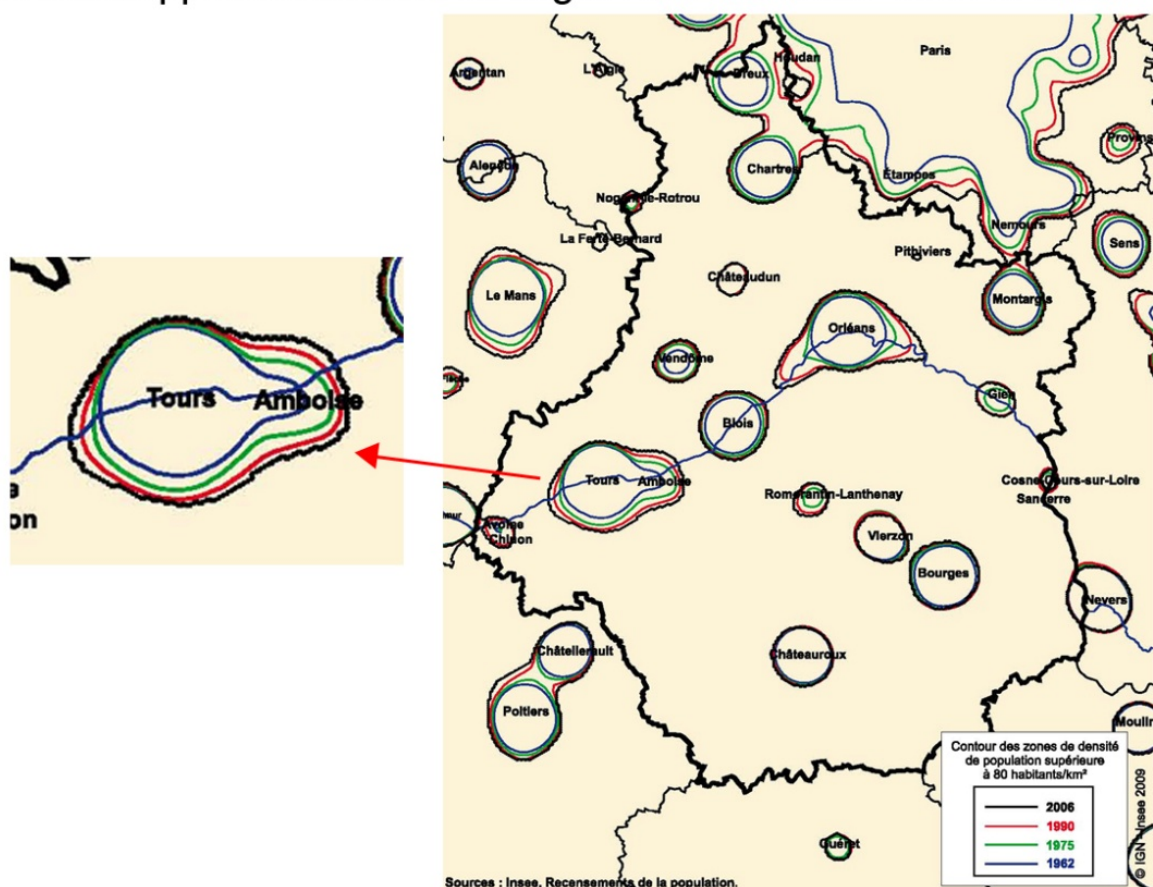 Paris
Houdan
Dreux
Argentan
L'Aigle
Provins
Alençon
Chartres
Étampes
Nogent-le-Rotrou
Nemours
La Ferté-Bernard
Pithiviers
Sens
Châteaudun
Le Mans
Montargis
Orléans
Vendôme
Gien
Blois
Tours
Amboise
on
Tours
Amboise
Romorantin-Lanthenay
Cosne-Cours-sur-Loire
Sancerre
Avoine
Chinon
Vierzon
Bourges
Nevers
Châtellerault
Châteauroux
Poitiers
Moulin
Contour des zones de densité
de population supérieure
à 80 habitants/km²
2006
1990
1975
1962
© IGN - Insee 2009
Guéret
Sources : Insee, Recensements de la population.